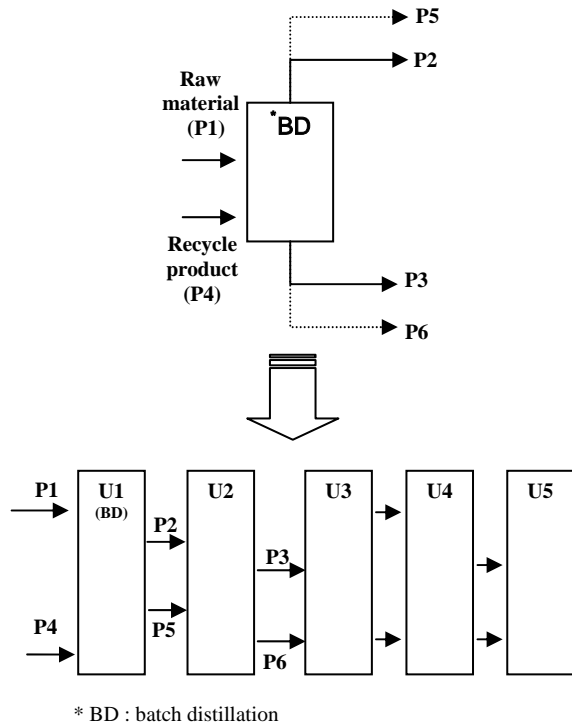 P5
P2
Raw
material
(P1)
*BD
Recycle
product
(P4)
P3
P6
P1
U1
(BD)
P2
U2
P3
U3
U4
U5
P4
P5
P6
* BD : batch distillation